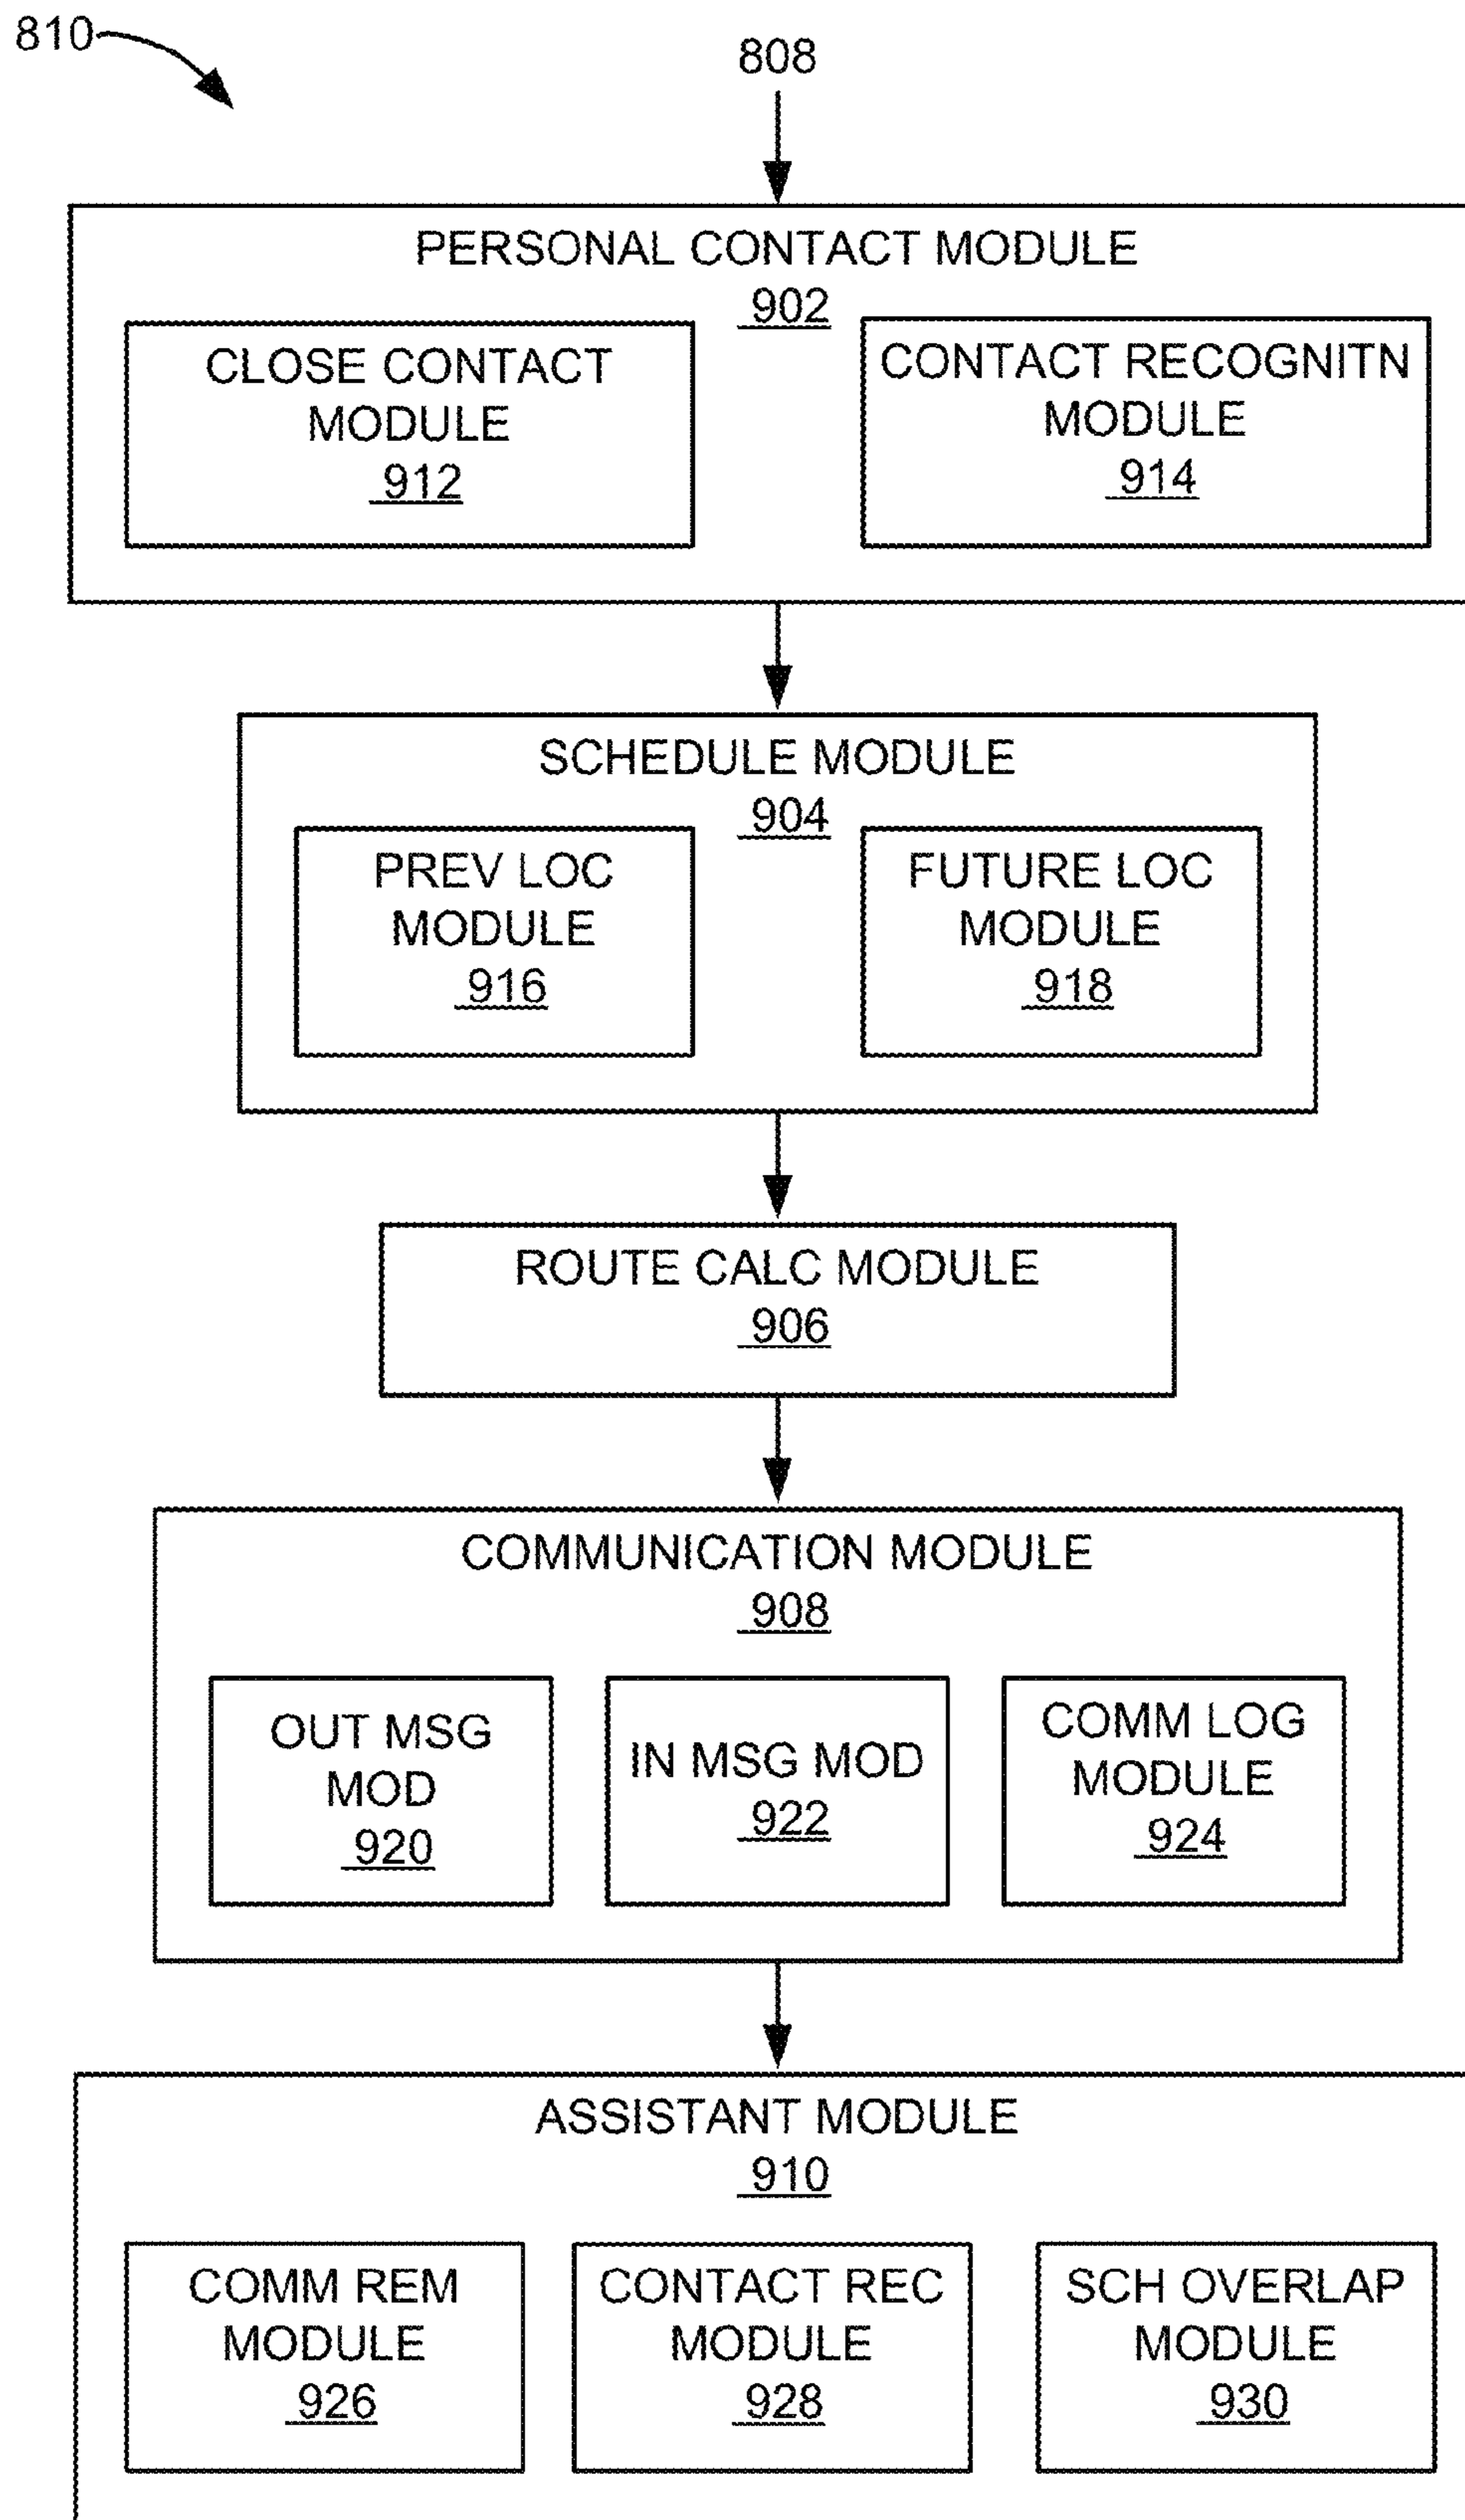 810
808
PERSONAL CONTACT MODULE
902
CLOSE CONTACT
MODULE
912
CONTACT RECOGNITN
MODULE
914
SCHEDULE MODULE
904
PREV LOC
MODULE
916
FUTURE LOC
MODULE
918
ROUTE CALC MODULE
906
COMMUNICATION MODULE
908
OUT MSG
MOD
920
IN MSG MOD
922
COMM LOG
MODULE
924
ASSISTANT MODULE
910
COMM REM
MODULE
926
CONTACT REC
MODULE
928
SCH OVERLAP
MODULE
930